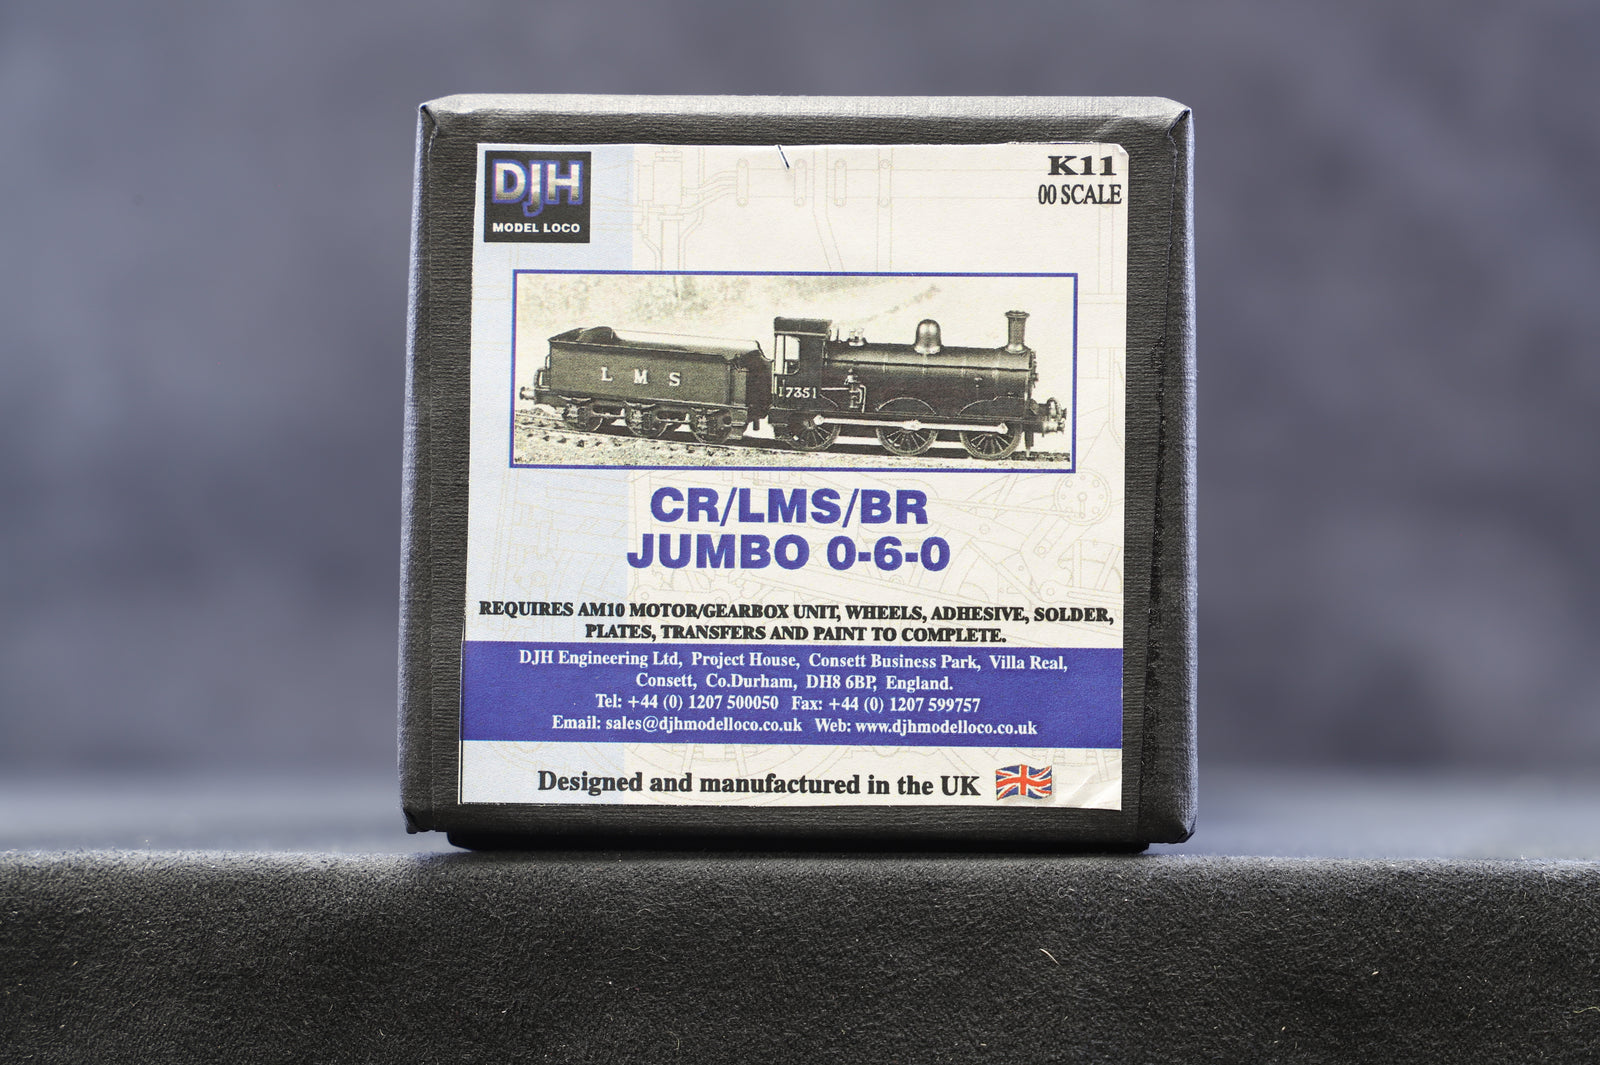 DJH
MODEL LOCO
K11
00 SCALE
L M S
17351
CR/LMS/BR
JUMBO 0-6-0
REQUIRES AM10 MOTOR/GEARBOX UNIT, WHEELS, ADHESIVE, SOLDER,
PLATES, TRANSFERS AND PAINT TO COMPLETE.
DJH Engineering Ltd, Project House, Consett Business Park, Villa Real,
Consett, Co.Durham, DH8 6BP, England.
Tel: +44 (0) 1207 500050 Fax: +44 (0) 1207 599757
Email: sales@djhmodelloco.co.uk Web: www.djhmodelloco.co.uk
Designed and manufactured in the UK